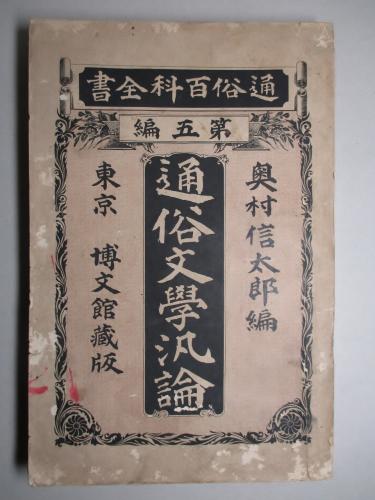 通俗百科全書
第五編
奧村信太郎編
通俗文學汎論
東京 博文館藏版